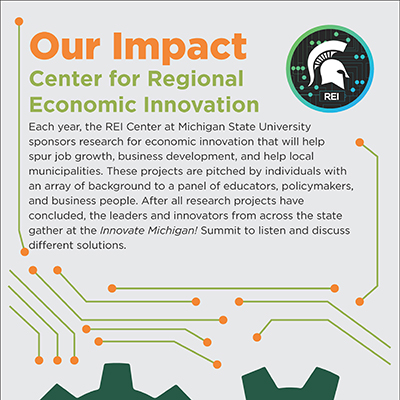 Our Impact
REI
Center for Regional
Economic Innovation
Each year, the REI Center at Michigan State University
sponsors research for economic innovation that will help
spur job growth, business development, and help local
municipalities. These projects are pitched by individuals with
an array of background to a panel of educators, policymakers,
and business people. After all research projects have
concluded, the leaders and innovators from across the state
gather at the Innovate Michigan! Summit to listen and discuss
different solutions.